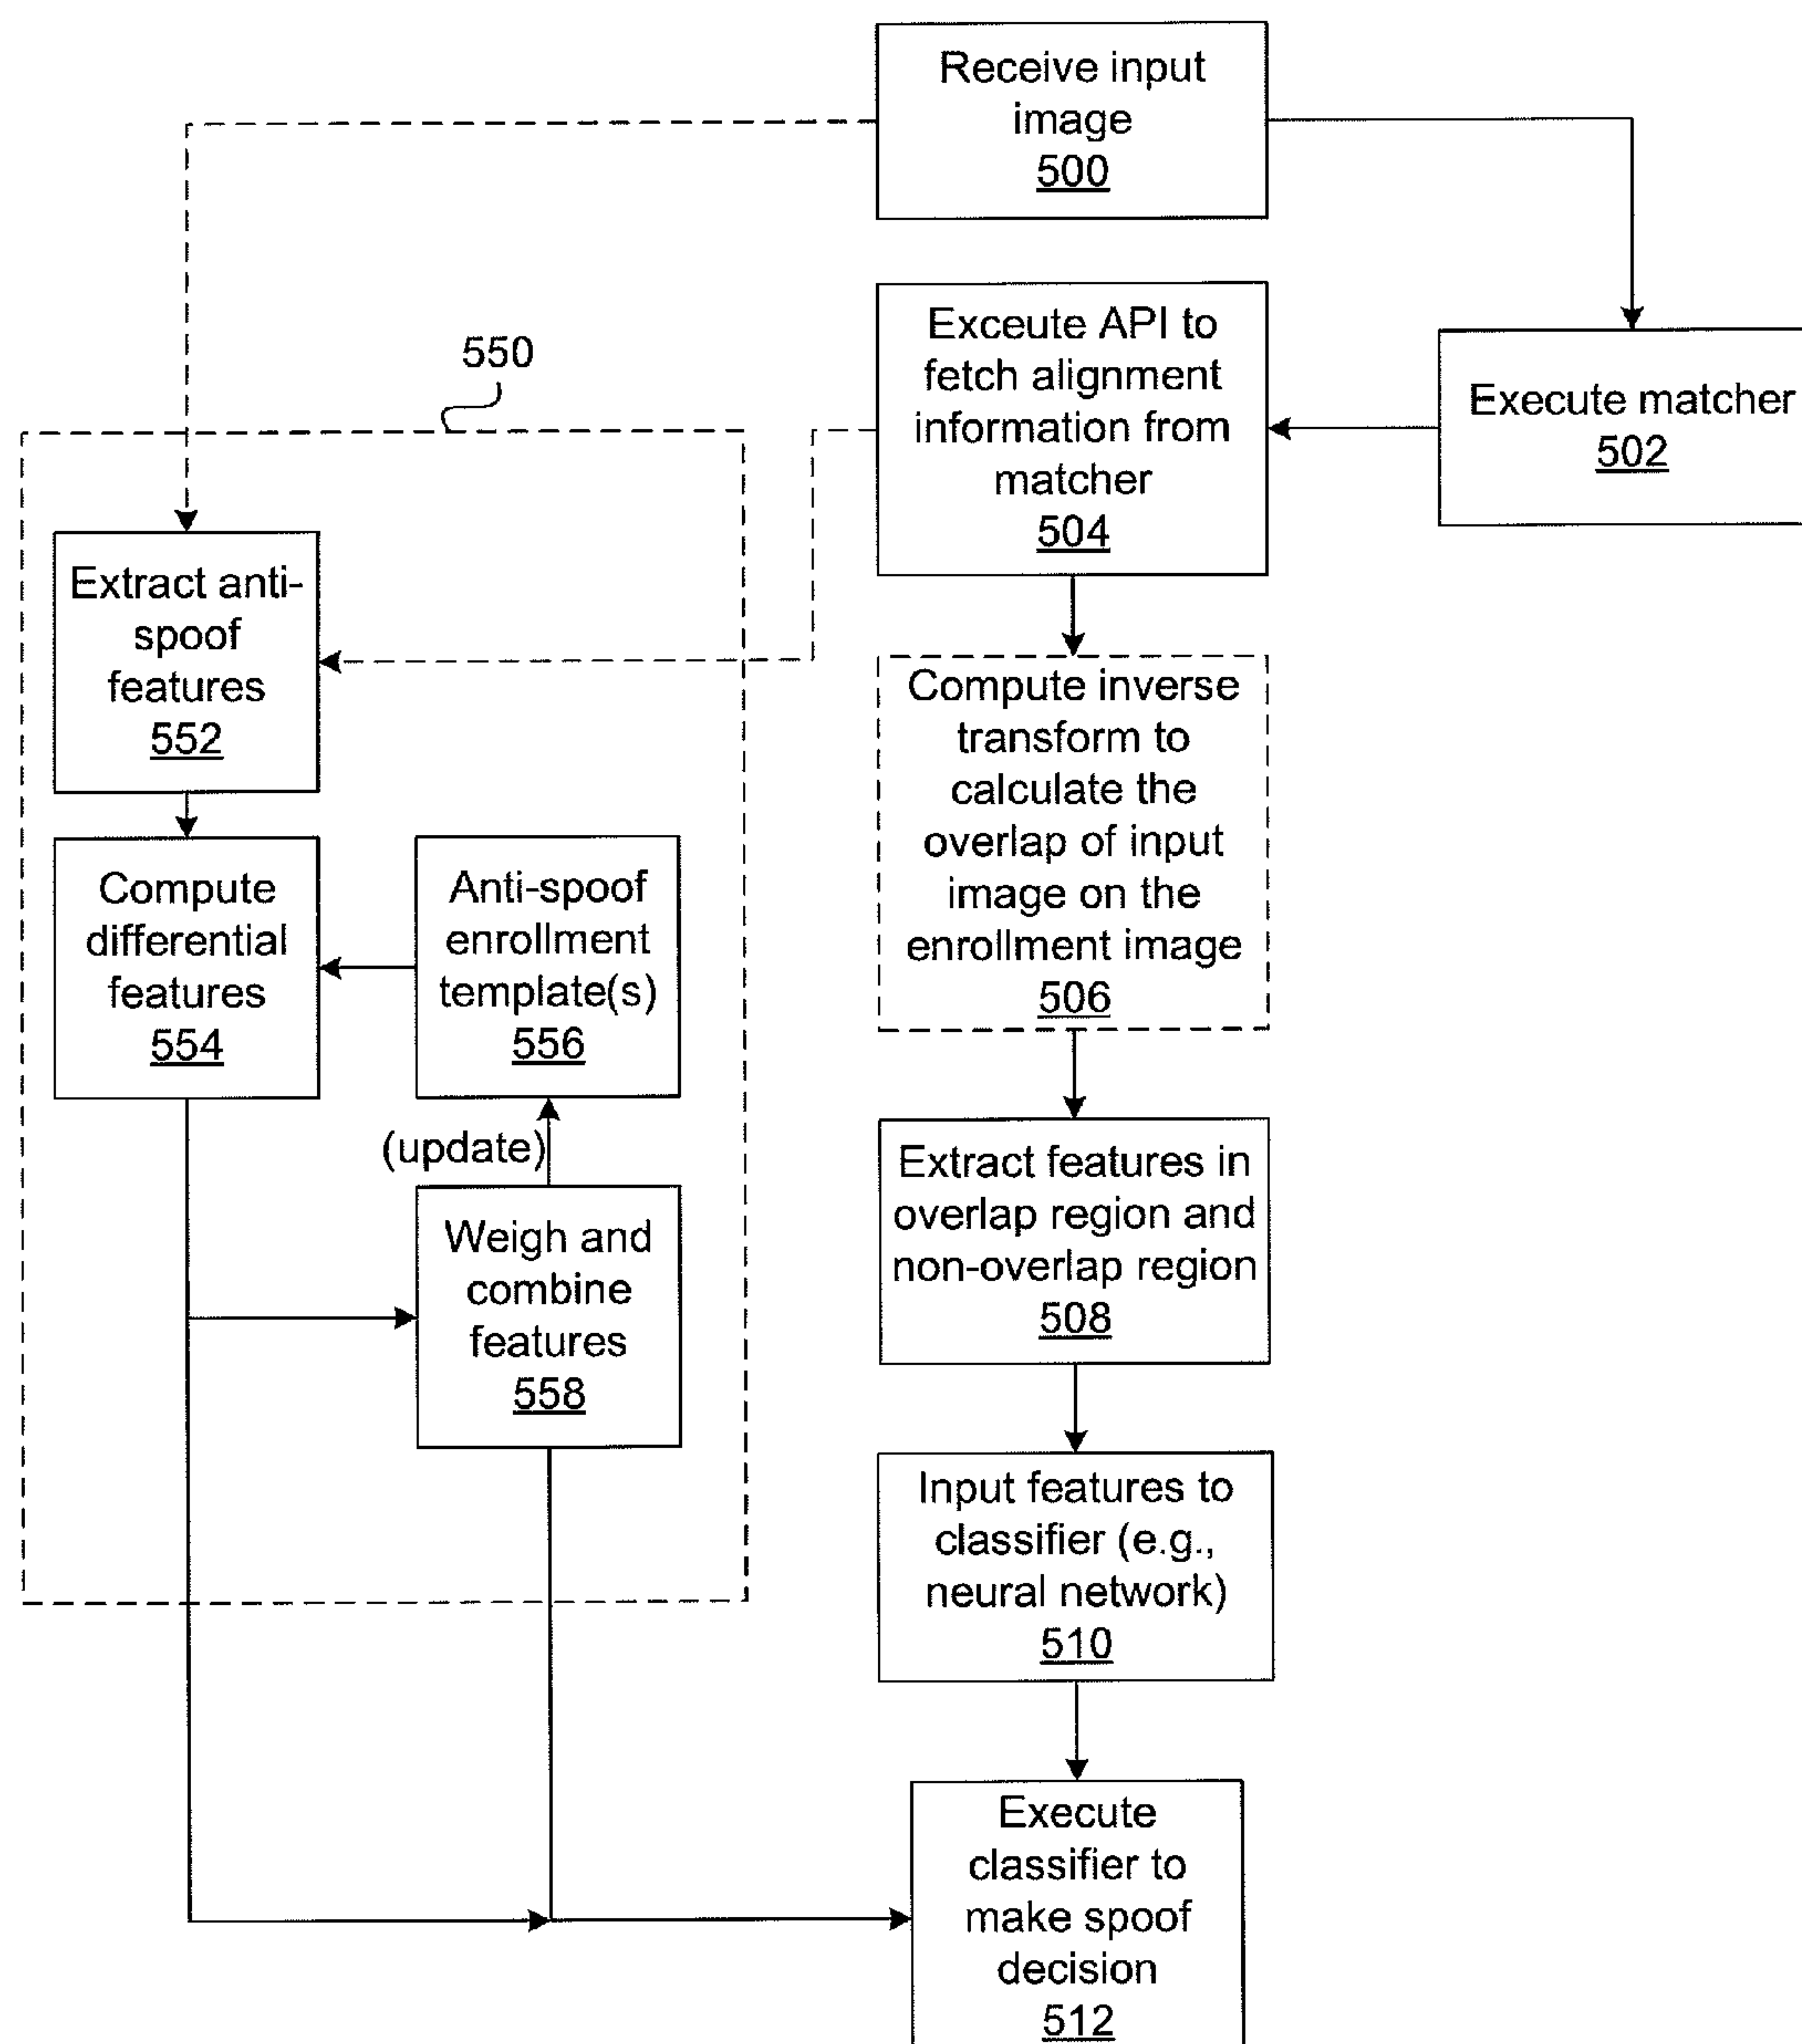 Receive input
image
500
Exceute API to
fetch alignment
information from
matcher
504
Execute matcher
502
550
Extract anti-
spoof
features
552
Compute inverse
transform to
calculate the
overlap of input
image on the
enrollment image
506
Compute
differential
features
554
Anti-spoof
enrollment
template(s)
556
(update)
Extract features in
overlap region and
non-overlap region
508
Weigh and
combine
features
558
Input features to
classifier (e.g.,
neural network)
510
Execute
classifier to
make spoof
decision
512